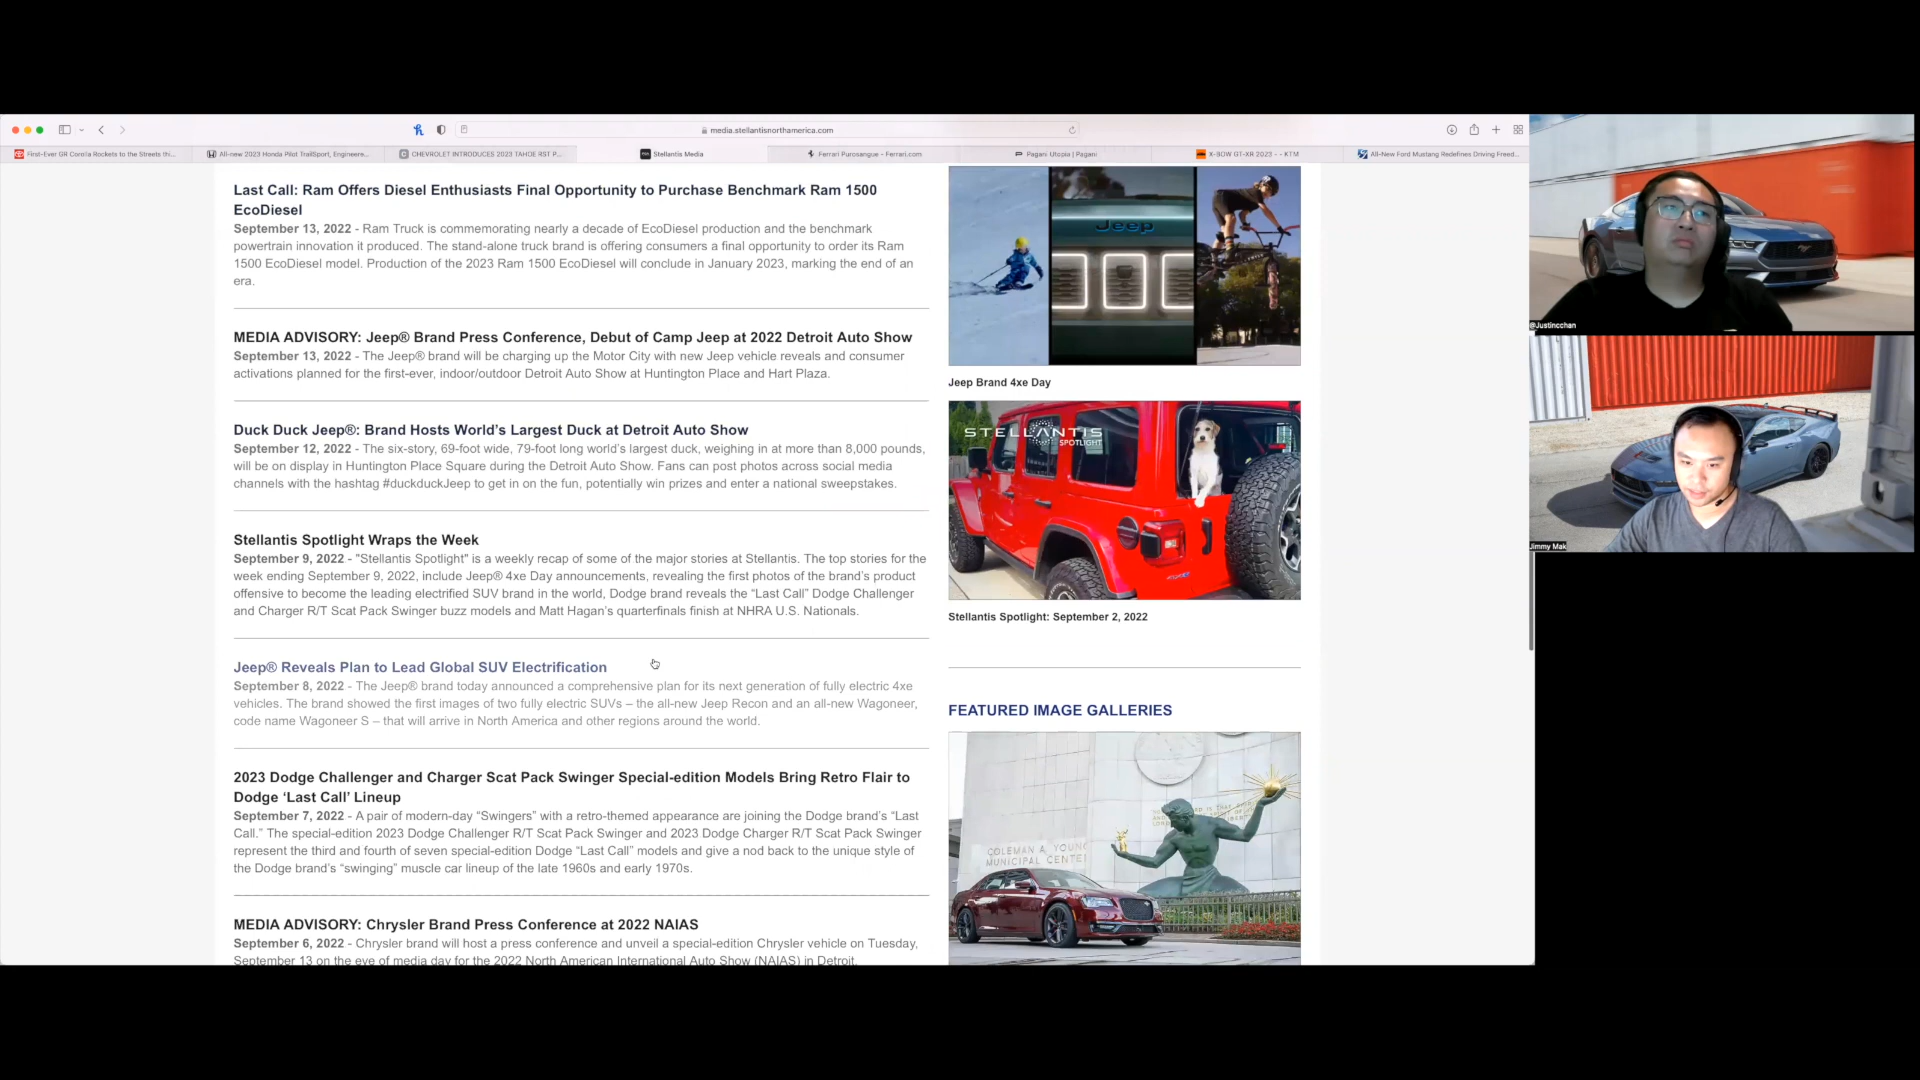 media.stellantisnorthamerica.com
First-Ever GR Corolla Rockets to the Streets thi...
All-new 2023 Honda Pilot TrailSport, Engineere...
CHEVROLET INTRODUCES 2023 TAHOE RST P...
Stellantis Media
Ferrari Purosangue - Ferrari.com
Pagani Utopia | Pagani
X-BOW GT-XR 2023 - - KTM
All-New Ford Mustang Redefines Driving Freed...
Last Call: Ram Offers Diesel Enthusiasts Final Opportunity to Purchase Benchmark Ram 1500
EcoDiesel
September 13, 2022 - Ram Truck is commemorating nearly a decade of EcoDiesel production and the benchmark
powertrain innovation it produced. The stand-alone truck brand is offering consumers a final opportunity to order its Ram
1500 EcoDiesel model. Production of the 2023 Ram 1500 EcoDiesel will conclude in January 2023, marking the end of an
era.
MEDIA ADVISORY: Jeep® Brand Press Conference, Debut of Camp Jeep at 2022 Detroit Auto Show
September 13, 2022 - The Jeep® brand will be charging up the Motor City with new Jeep vehicle reveals and consumer
activations planned for the first-ever, indoor/outdoor Detroit Auto Show at Huntington Place and Hart Plaza.
Duck Duck Jeep®: Brand Hosts World's Largest Duck at Detroit Auto Show
September 12, 2022 - The six-story, 69-foot wide, 79-foot long world's largest duck, weighing in at more than 8,000 pounds,
will be on display in Huntington Place Square during the Detroit Auto Show. Fans can post photos across social media
channels with the hashtag #duckduckJeep to get in on the fun, potentially win prizes and enter a national sweepstakes.
Stellantis Spotlight Wraps the Week
September 9, 2022 - "Stellantis Spotlight" is a weekly recap of some of the major stories at Stellantis. The top stories for the
week ending September 9, 2022, include Jeep® 4xe Day announcements, revealing the first photos of the brand's product
offensive to become the leading electrified SUV brand in the world, Dodge brand reveals the “Last Call” Dodge Challenger
and Charger R/T Scat Pack Swinger buzz models and Matt Hagan's quarterfinals finish at NHRA U.S. Nationals.
Jeep® Reveals Plan to Lead Global SUV Electrification
September 8, 2022 - The Jeep® brand today announced a comprehensive plan for its next generation of fully electric 4xe
vehicles. The brand showed the first images of two fully electric SUVs – the all-new Jeep Recon and an all-new Wagoneer,
code name Wagoneer S – that will arrive in North America and other regions around the world.
2023 Dodge Challenger and Charger Scat Pack Swinger Special-edition Models Bring Retro Flair to
Dodge ‘Last Call’ Lineup
September 7, 2022 - A pair of modern-day “Swingers” with a retro-themed appearance are joining the Dodge brand's “Last
Call.” The special-edition 2023 Dodge Challenger R/T Scat Pack Swinger and 2023 Dodge Charger R/T Scat Pack Swinger
represent the third and fourth of seven special-edition Dodge “Last Call” models and give a nod back to the unique style of
the Dodge brand's “swinging” muscle car lineup of the late 1960s and early 1970s.
MEDIA ADVISORY: Chrysler Brand Press Conference at 2022 NAIAS
September 6, 2022 - Chrysler brand will host a press conference and unveil a special-edition Chrysler vehicle on Tuesday,
September 13 on the eve of media day for the 2022 North American International Auto Show (NAIAS) in Detroit.
Jeep
Jeep Brand 4xe Day
STELLANTIS
SPOTLIGHT
Stellantis Spotlight: September 2, 2022
FEATURED IMAGE GALLERIES
COLEMAN A. YOUNG
MUNICIPAL CENTER
@Justincchan
Jimmy Mak